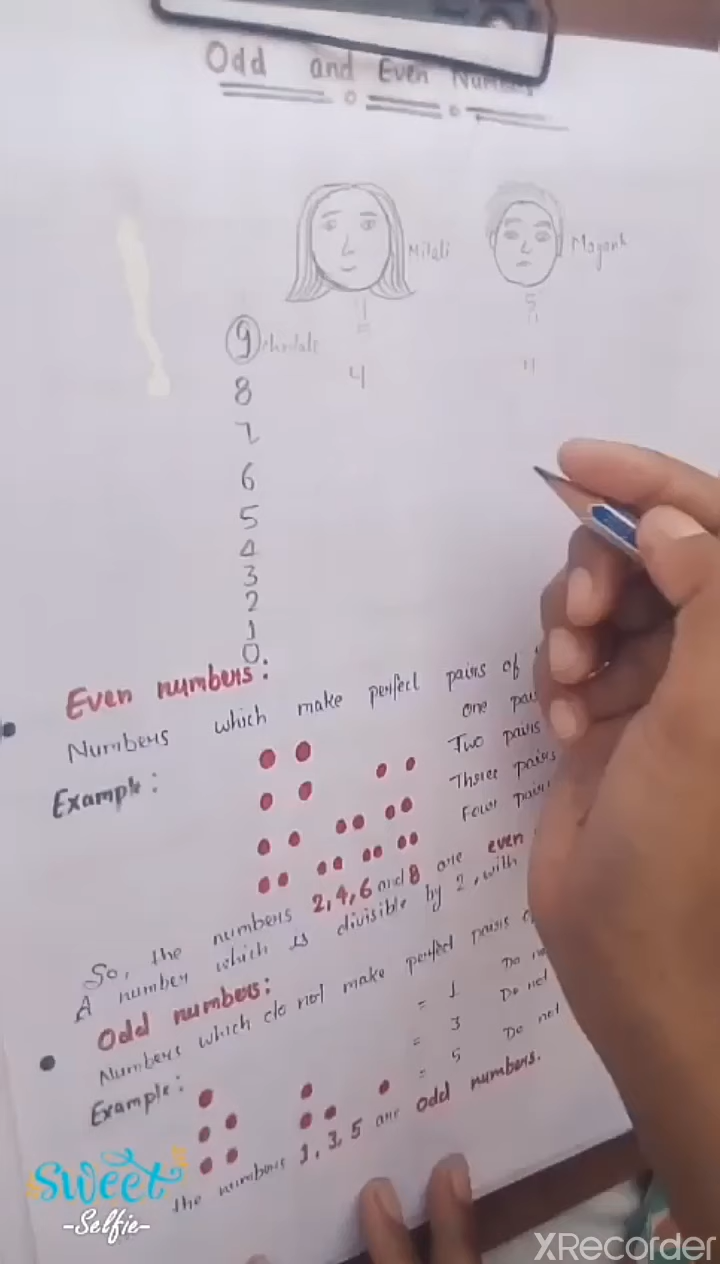 Odd and Even
Mitali
Mayank
9
4
8
7
6
5
4
3
2
1
0
Even numbers:
Numbers which make perfect pairs of
Example:
one
Two pairs
Three pairs
Four
So, the numbers 2, 4, 6 and 8 are even
A number which is divisible by 2, with
Odd numbers:
Numbers which do not make perfect pairs
Example:
= 1 Do
= 3 Do not
= 5 Do not
the numbers 1, 3, 5 are odd numbers.
Sweet
-Selfie-
XRecorder